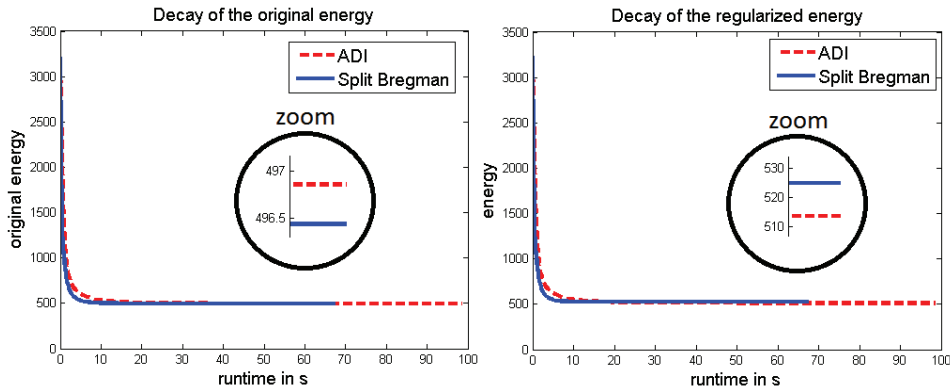 Decay of the original energy
3500
3000
2500
2000
1500
1000
500
0
original energy
ADI
Split Bregman
zoom
497
496.5
0 10 20 30 40 50 60 70 80 90 100
runtime in s
Decay of the regularized energy
3500
3000
2500
2000
1500
1000
500
0
energy
ADI
Split Bregman
zoom
530
520
510
0 10 20 30 40 50 60 70 80 90 100
runtime in s